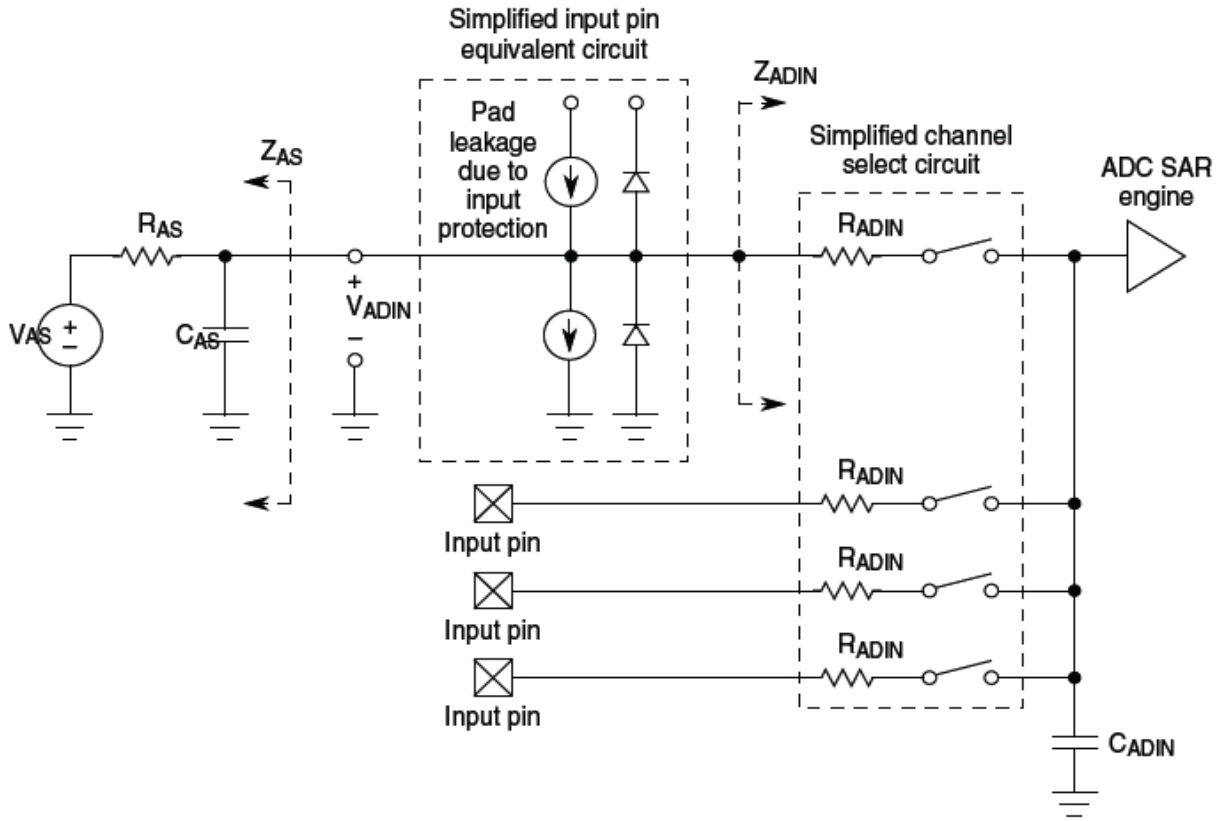 Simplified input pin
equivalent circuit
ZADIN
Pad
leakage
due to
input
protection
Simplified channel
select circuit
ADC SAR
engine
ZAS
RAS
RADIN
+
VADIN
−
VAS
+
−
CAS
RADIN
Input pin
RADIN
Input pin
RADIN
Input pin
CADIN